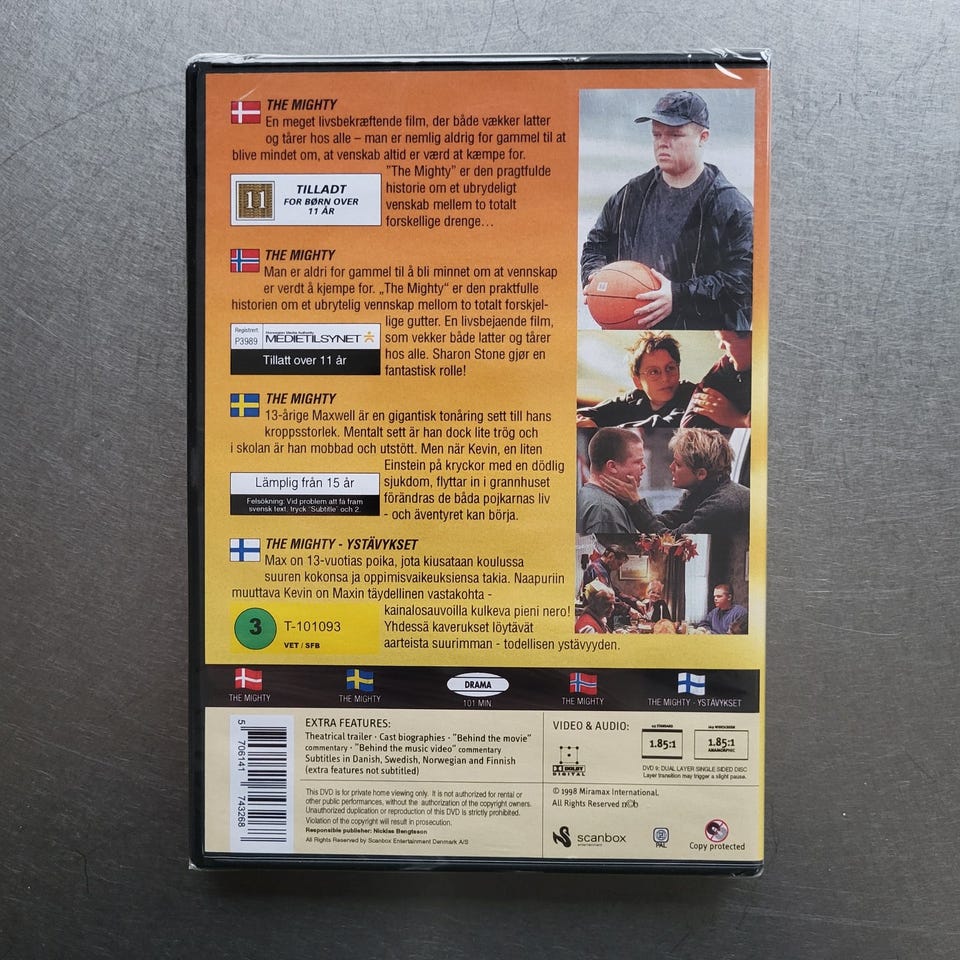 THE MIGHTY
En meget livsbekræftende film, der både vækker latter
og tårer hos alle – man er nemlig aldrig for gammel til at
blive mindet om, at venskab altid er værd at kæmpe for.
"The Mighty" er den pragtfulde
historie om et ubrydeligt
venskab mellem to totalt
forskellige drenge...
11
TILLADT
FOR BØRN OVER
11 ÅR
THE MIGHTY
Man er aldri for gammel til å bli minnet om at vennskap
er verdt å kjempe for. „The Mighty“ er den praktfulle
historien om et ubrytelig vennskap mellom to totalt forskjel-
lige gutter. En livsbejaende film,
som vekker både latter og tårer
hos alle. Sharon Stone gjør en
fantastisk rolle!
Registrert
P3989
Norwegian Media Authority
MEDIETILSYNET
Tillatt over 11 år
THE MIGHTY
13-årige Maxwell är en gigantisk tonåring sett till hans
kroppsstorlek. Mentalt sett är han dock lite trög och
i skolan är han mobbad och utstött. Men när Kevin, en liten
Einstein på kryckor med en dödlig
sjukdom, flyttar in i grannhuset
förändras de båda pojkarnas liv
- och äventyret kan börja.
Lämplig från 15 år
Felsökning: Vid problem att få fram
svensk text, tryck "Subtitle" och 2.
THE MIGHTY - YSTÄVYKSET
Max on 13-vuotias poika, jota kiusataan koulussa
suuren kokonsa ja oppimisvaikeuksiensa takia. Naapuriin
muuttava Kevin on Maxin täydellinen vastakohta -
kainalosauvoilla kulkeva pieni nero!
Yhdessä kaverukset löytävät
aarteista suurimman - todellisen ystävyyden.
3
T-101093
VET / SFB
THE MIGHTY
THE MIGHTY
DRAMA
101 MIN
THE MIGHTY
THE MIGHTY - YSTÄVYKSET
5 706141 743268
EXTRA FEATURES:
Theatrical trailer · Cast biographies · "Behind the movie"
commentary · "Behind the music video" commentary
Subtitles in Danish, Swedish, Norwegian and Finnish
(extra features not subtitled)
This DVD is for private home viewing only. It is not authorized for rental or
other public performances, without the authorization of the copyright owners.
Unauthorized duplication or reproduction of this DVD is strictly prohibited.
Violation of the copyright will result in prosecution.
Responsible publisher: Nicklas Bengtsson
All Rights Reserved by Scanbox Entertainment Denmark A/S
VIDEO & AUDIO:
DOLBY
DIGITAL
1.85:1
1.85:1
ANAMORPHIC
DVD 9: DUAL LAYER SINGLE SIDED DISC
Layer transition may trigger a slight pause.
© 1998 Miramax International.
All Rights Reserved n©b
scanbox
entertainment
2
PAL
Copy protected